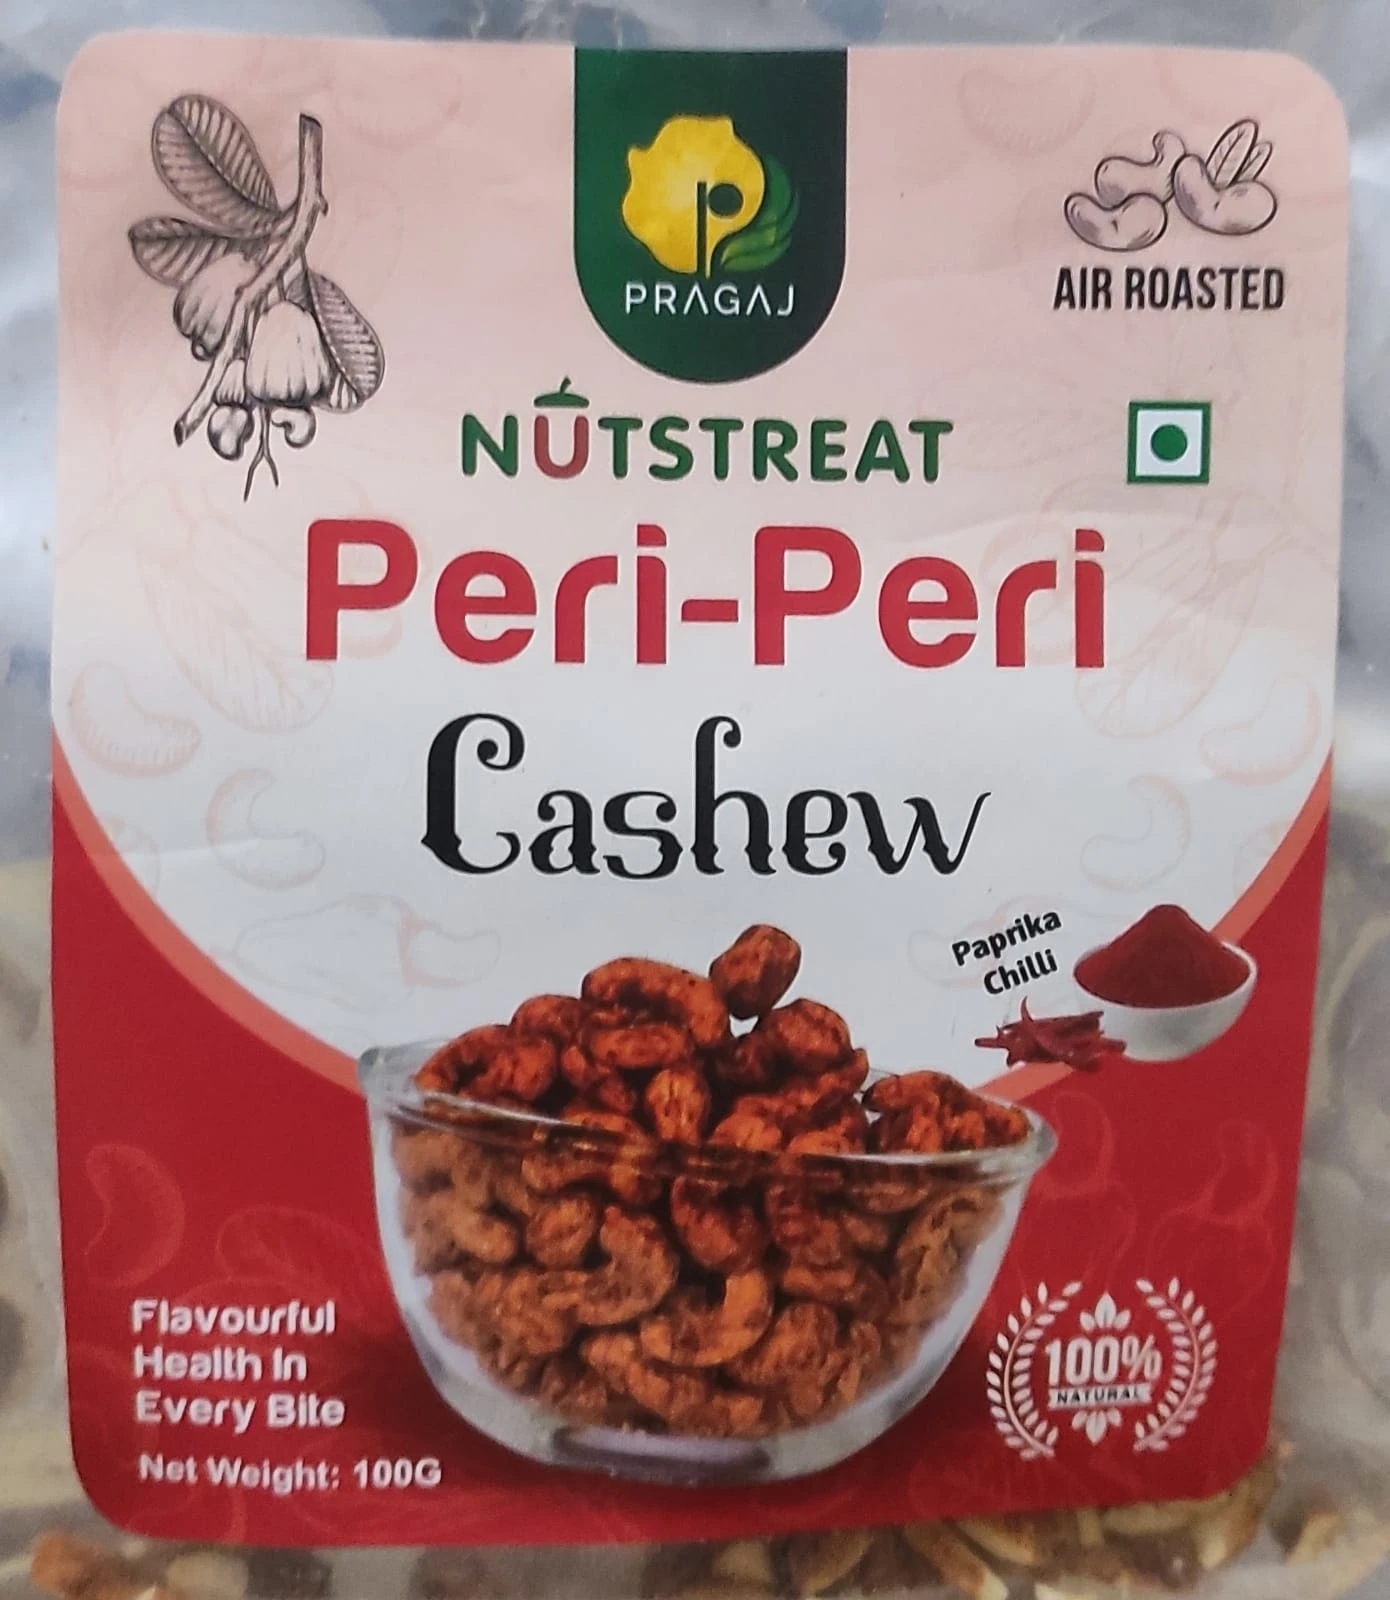 PRAGAJ
AIR ROASTED
NUTSTREAT
Peri-Peri
Cashew
Paprika
Chilli
Flavourful
Health In
Every Bite
Net Weight: 100G
100%
NATURAL